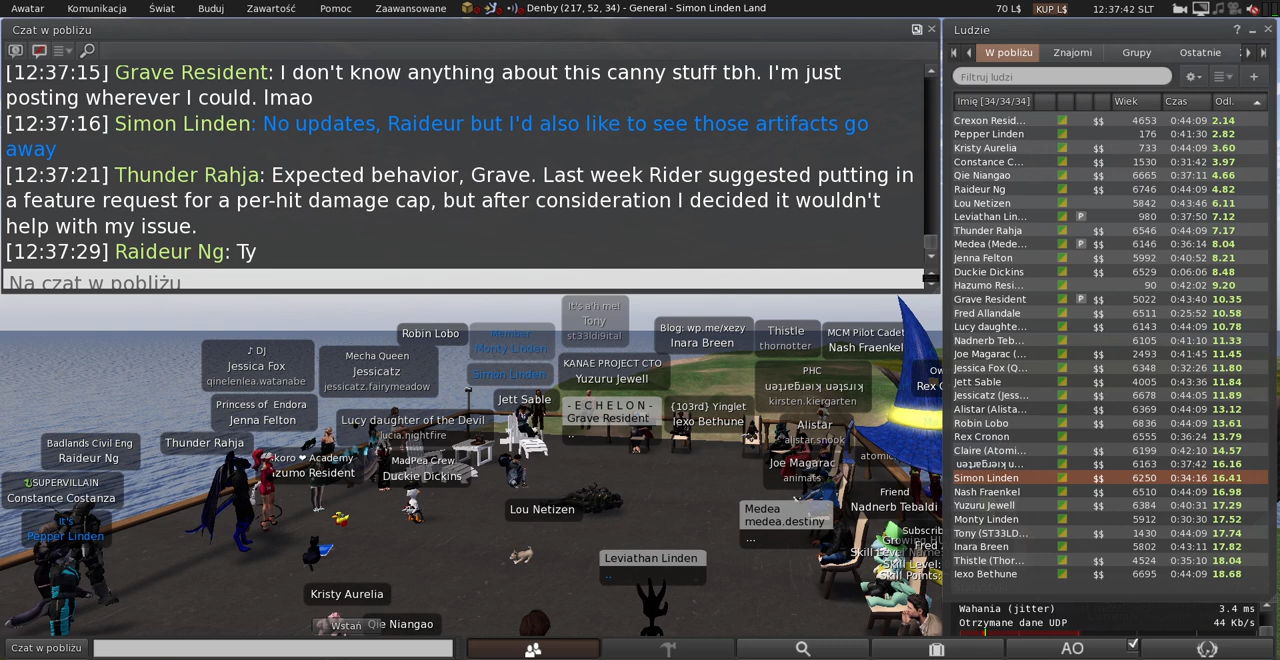 Awatar Komunikacja Świat Buduj Zawartość Pomoc Zaawansowane Denby (217, 52, 34) - General - Simon Linden Land 70 L$ KUP L$ 12:37:42 SLT
Czat w pobliżu
[12:37:15] Grave Resident: I don't know anything about this canny stuff tbh. I'm just
posting wherever I could. lmao
[12:37:16] Simon Linden: No updates, Raideur but I'd also like to see those artifacts go
away
[12:37:21] Thunder Rahja: Expected behavior, Grave. Last week Rider suggested putting in
a feature request for a per-hit damage cap, but after consideration I decided it wouldn't
help with my issue.
[12:37:29] Raideur Ng: Ty
Na czat w pobliżu
It's a'h mei
Tony
st33ldi9ital
Robin Lobo
Member
Monty Linden
Blog: wp.me/xezy
Inara Breen
Thistle
thornotter
MCM Pilot Cadet
Nash Fraenkel
♪ DJ
Jessica Fox
qinelenlea.watanabe
Mecha Queen
Jessicatz
jessicatz.fairymeadow
Simon Linden
KANAE PROJECT CTO
Yuzuru Jewell
PHC
kirsten.kiergarten
Rex
Princess of Endora
Jenna Felton
Jett Sable
- E C H E L O N -
Grave Resident
..
{103rd} Yinglet
Iexo Bethune
Lucy daughter of the Devil
lucia.nightfire
Alistar
alistar.snook
Badlands Civil Eng
Raideur Ng
Thunder Rahja
koro ❤ Academy
zumo Resident
MadPea Crew
Duckie Dickins
Joe Magarac
animats
SUPERVILLAIN
Constance Costanza
Friend
Nadnerb Tebaldi
It's
Pepper Linden
Lou Netizen
Medea
medea.destiny
...
Skill Level:
Skill Points:
Leviathan Linden
..
Kristy Aurelia
Wstań
Qie Niangao
Czat w pobliżu
AO
Ludzie
W pobliżu Znajomi Grupy Ostatnie
Filtruj ludzi
Imię [34/34/34] Wiek Czas Odl.
Crexon Resid... $$ 4653 0:44:09 2.14
Pepper Linden 176 0:41:30 2.82
Kristy Aurelia $$ 733 0:44:09 3.60
Constance C... $$ 1530 0:31:42 3.97
Qie Niangao $$ 6665 0:37:11 4.66
Raideur Ng $$ 6746 0:44:09 4.82
Lou Netizen 5842 0:43:46 6.11
Leviathan Lin... P 980 0:37:50 7.12
Thunder Rahja $$ 6546 0:44:09 7.17
Medea (Mede... P $$ 6146 0:36:14 8.04
Jenna Felton $$ 5992 0:40:52 8.21
Duckie Dickins $$ 6529 0:06:06 8.48
Hazumo Resi... 90 0:42:02 9.20
Grave Resident P $$ 5022 0:43:40 10.35
Fred Allandale $$ 6511 0:25:52 10.58
Lucy daughte... $$ 6143 0:44:09 10.78
Nadnerb Teb... $$ 6105 0:41:10 11.33
Joe Magarac (... $$ 2493 0:41:45 11.45
Jessica Fox (Q... $$ 6348 0:32:26 11.80
Jett Sable $$ 4005 0:43:36 11.84
Jessicatz (Jess... $$ 6678 0:44:05 11.89
Alistar (Alista... $$ 6369 0:44:09 13.12
Robin Lobo $$ 6836 0:44:09 13.61
Rex Cronon 6555 0:36:24 13.79
Claire (Atomi... $$ 6199 0:42:10 14.57
$$ 6163 0:37:42 16.16
Simon Linden $$ 6250 0:34:16 16.41
Nash Fraenkel $$ 6510 0:44:09 16.98
Yuzuru Jewell $$ 6384 0:40:31 17.29
Monty Linden 5912 0:30:30 17.52
Tony (ST33LD... $$ 1430 0:44:09 17.74
Inara Breen 5802 0:43:11 17.82
Thistle (Thor... $$ 4524 0:35:10 18.04
Iexo Bethune $$ 6695 0:44:09 18.68
Wahania (jitter) 3.4 ms
Otrzymane dane UDP 44 Kb/s